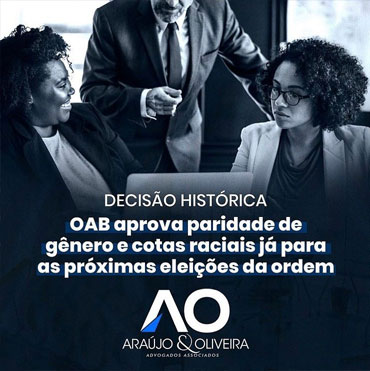 DECISÃO HISTÓRICA
OAB aprova paridade de
gênero e cotas raciais já para
as próximas eleições da ordem
AO
ARAÚJO & OLIVEIRA
ADVOGADOS ASSOCIADOS